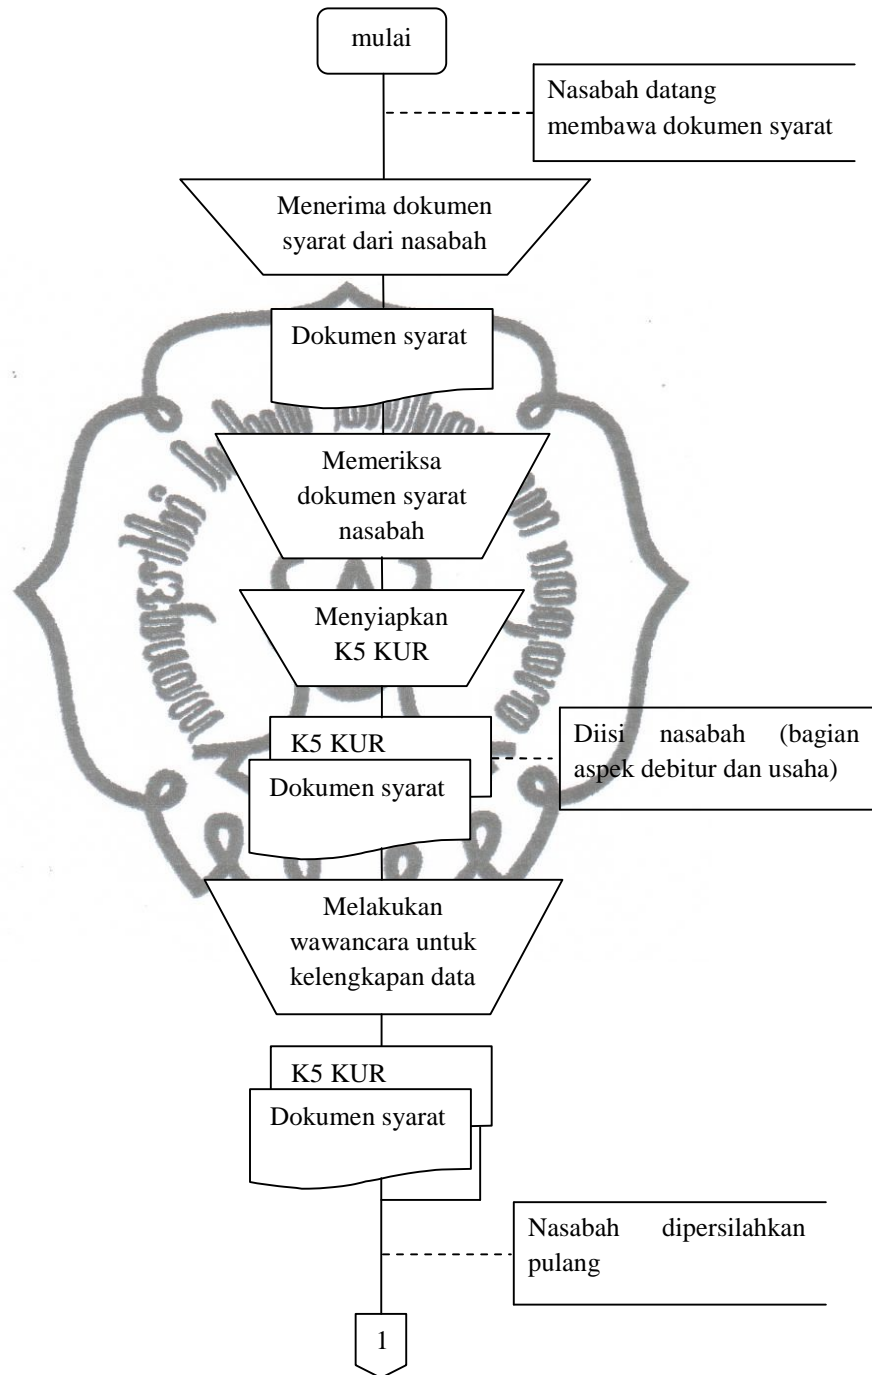 mulai
Nasabah datang
membawa dokumen syarat
Menerima dokumen
syarat dari nasabah
Dokumen syarat
Memeriksa
dokumen syarat
nasabah
Menyiapkan
K5 KUR
K5 KUR
Dokumen syarat
Diisi nasabah (bagian
aspek debitur dan usaha)
Melakukan
wawancara untuk
kelengkapan data
K5 KUR
Dokumen syarat
Nasabah dipersilahkan
pulang
1